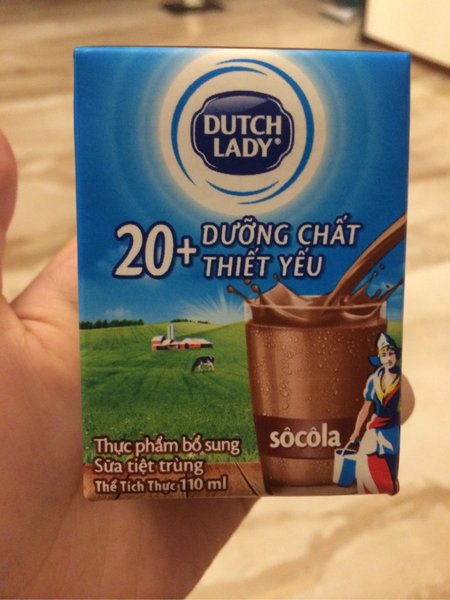 DUTCH
LADY®
20+ DƯỠNG CHẤT
THIẾT YẾU
sôcôla
Thực phẩm bổ sung
Sữa tiệt trùng
Thể Tích Thực 110 ml